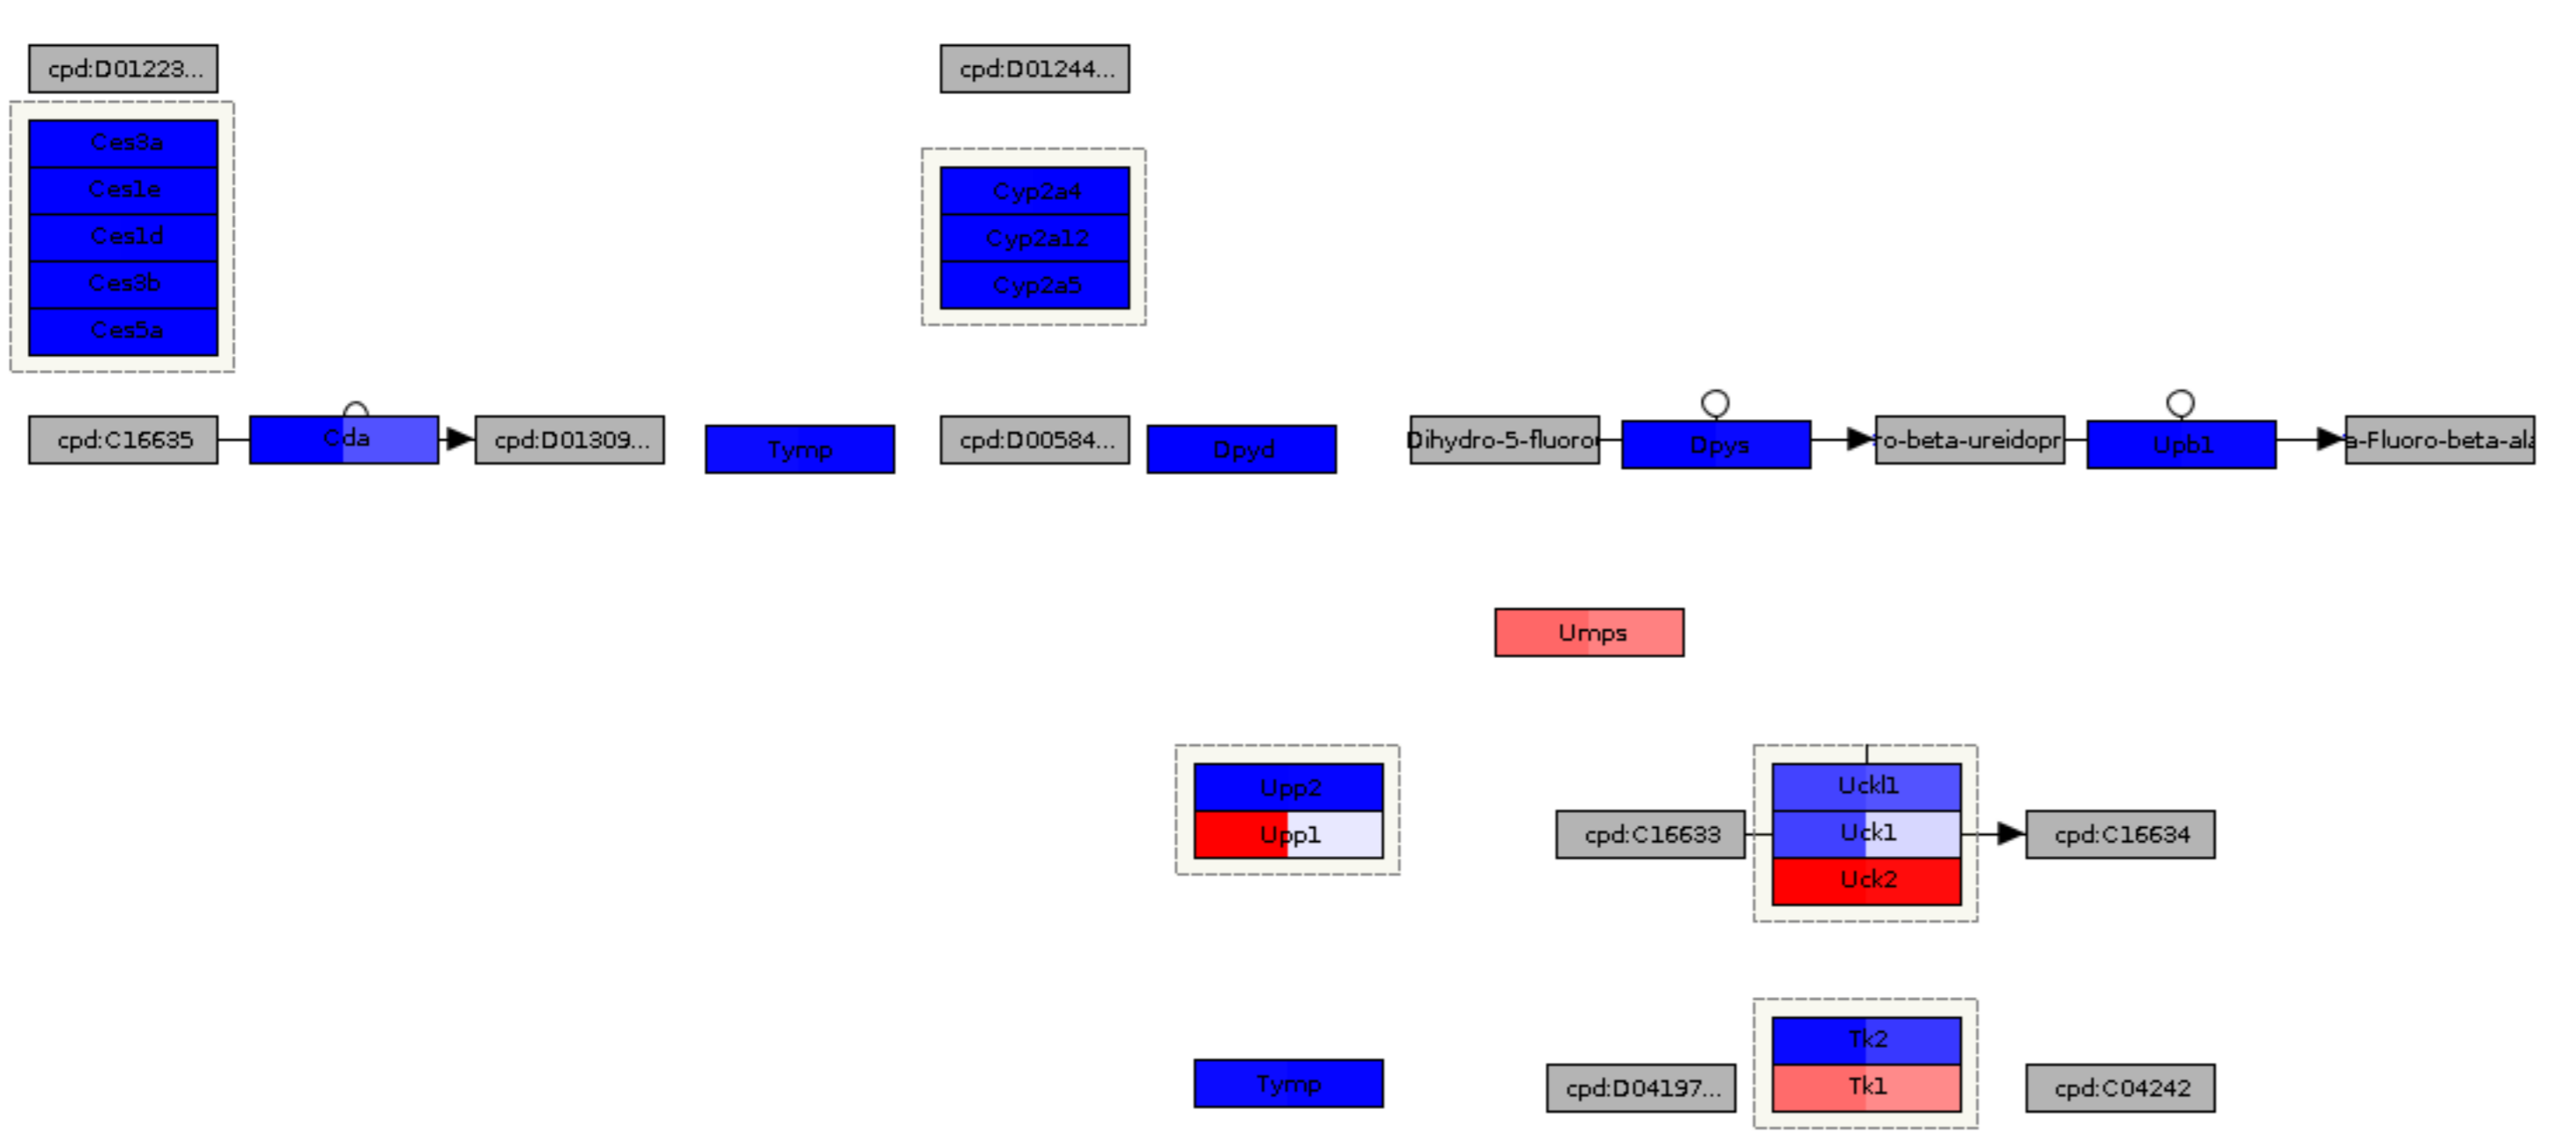 cpd:D01223...
cpd:D01244...
Ces3a
Ces1e
Ces1d
Ces3b
Ces5a
Cyp2a4
Cyp2a12
Cyp2a5
cpd:C16635
Cda
cpd:D01309...
Tymp
cpd:D00584...
Dpyd
Dihydro-5-fluoro
Dpys
ro-beta-ureidopr
Upb1
a-Fluoro-beta-ala
Umps
Upp2
Upp1
cpd:C16633
Uckl1
Uck1
Uck2
cpd:C16634
Tymp
cpd:D04197...
Tk2
Tk1
cpd:C04242